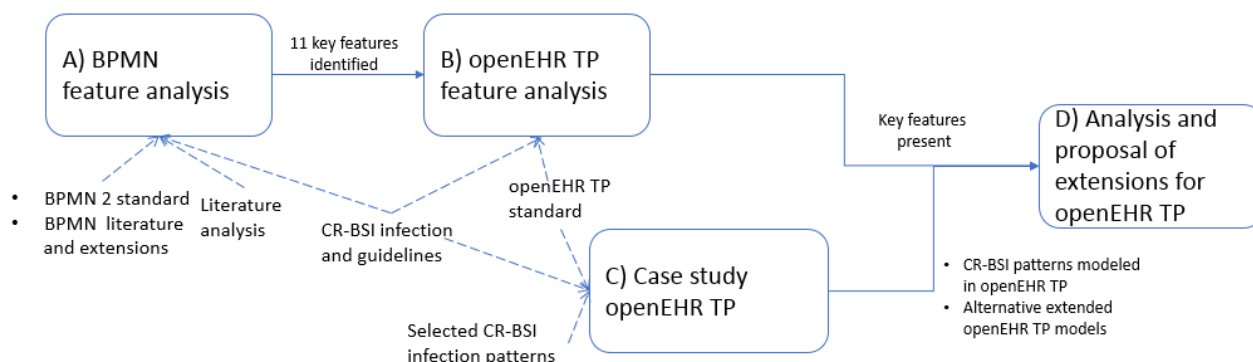 A) BPMN
feature analysis
11 key features
identified
B) openEHR TP
feature analysis
Key features
present
D) Analysis and
proposal of
extensions for
openEHR TP
• BPMN 2 standard
• BPMN literature
and extensions
Literature
analysis
CR-BSI infection
and guidelines
openEHR TP
standard
C) Case study
openEHR TP
Selected CR-BSI
infection patterns
• CR-BSI patterns modeled
in openEHR TP
• Alternative extended
openEHR TP models